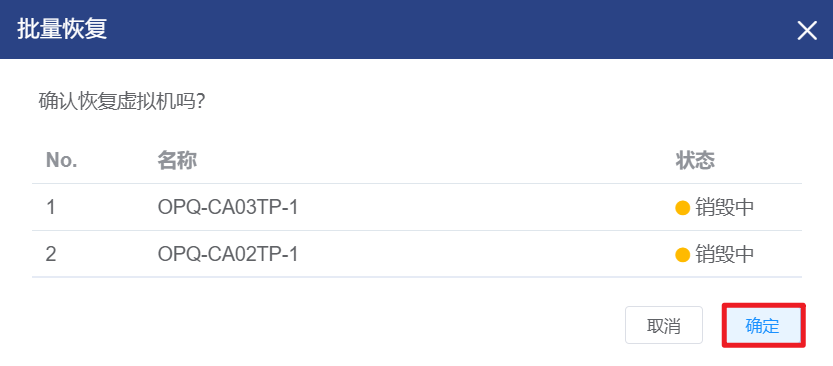 批量恢复
确认恢复虚拟机吗?
No. 名称 状态
1 OPQ-CA03TP-1 销毁中
2 OPQ-CA02TP-1 销毁中
取消 确定